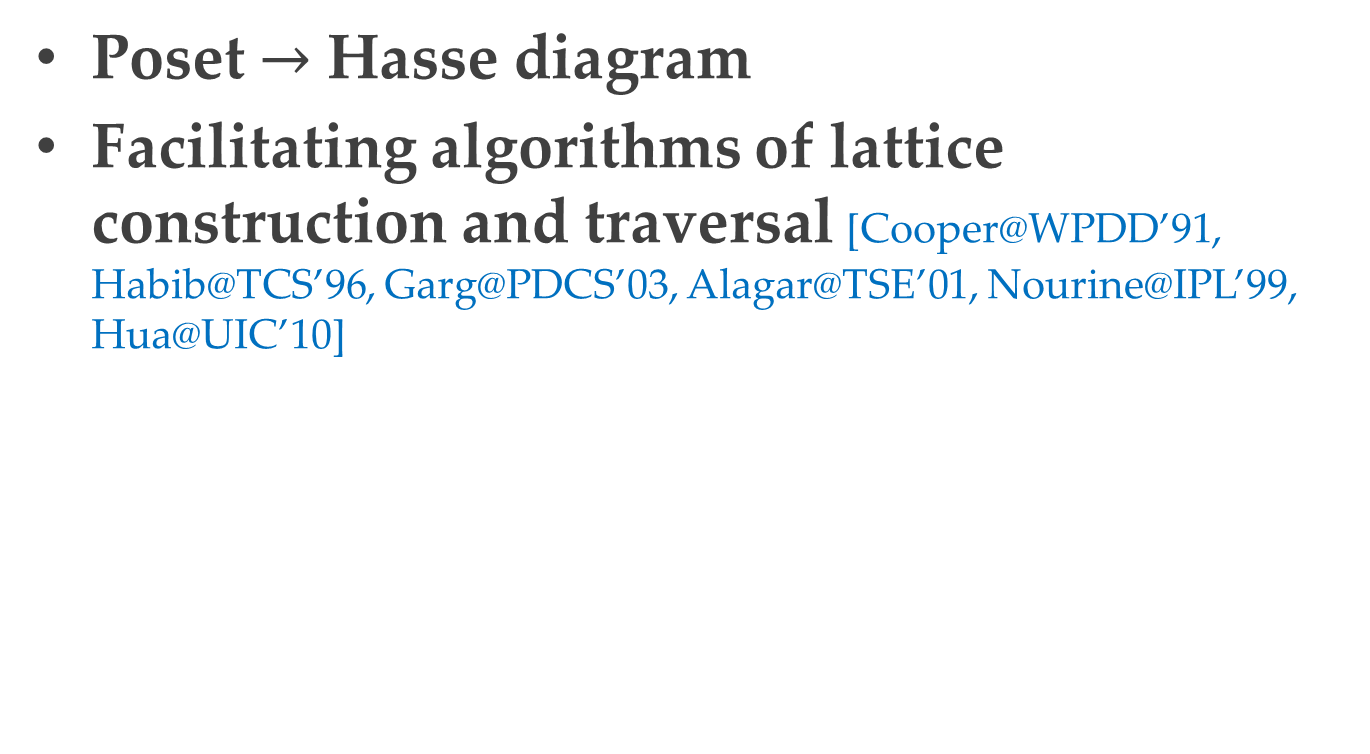 • Poset → Hasse diagram
• Facilitating algorithms of lattice
construction and traversal [Cooper@WPDD’91,
Habib@TCS’96, Garg@PDCS’03, Alagar@TSE’01, Nourine@IPL’99,
Hua@UIC’10]